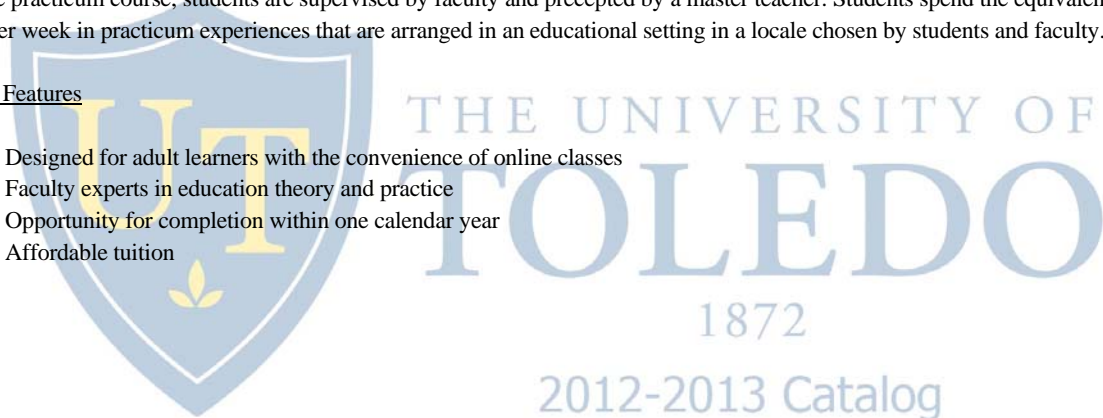 practicum course, students are supervised by faculty and precepted by a master teacher. Students spend the equivalent
per week in practicum experiences that are arranged in an educational setting in a locale chosen by students and faculty.
Features
Designed for adult learners with the convenience of online classes
Faculty experts in education theory and practice
Opportunity for completion within one calendar year
Affordable tuition
UT
THE UNIVERSITY OF
TOLEDO
1872
2012-2013 Catalog